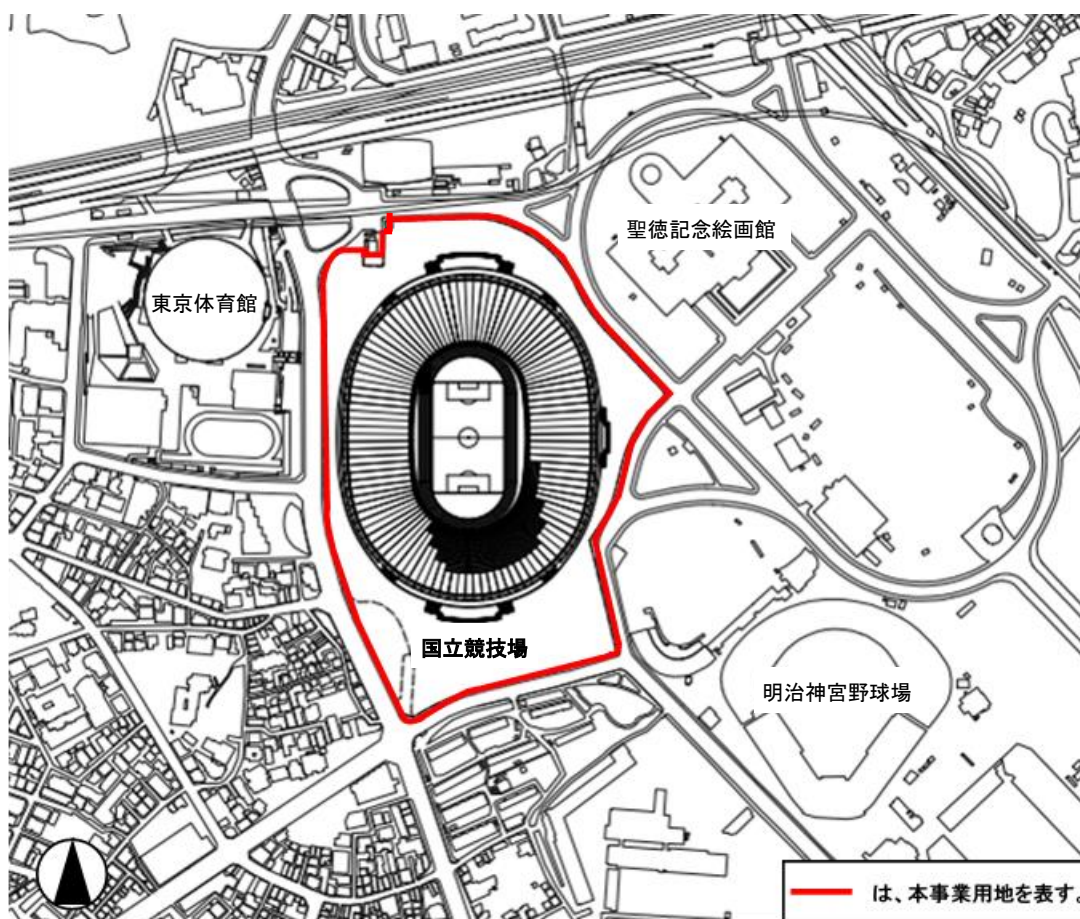 聖徳記念絵画館
東京体育館
国立競技場
明治神宮野球場
は、本事業用地を表す。